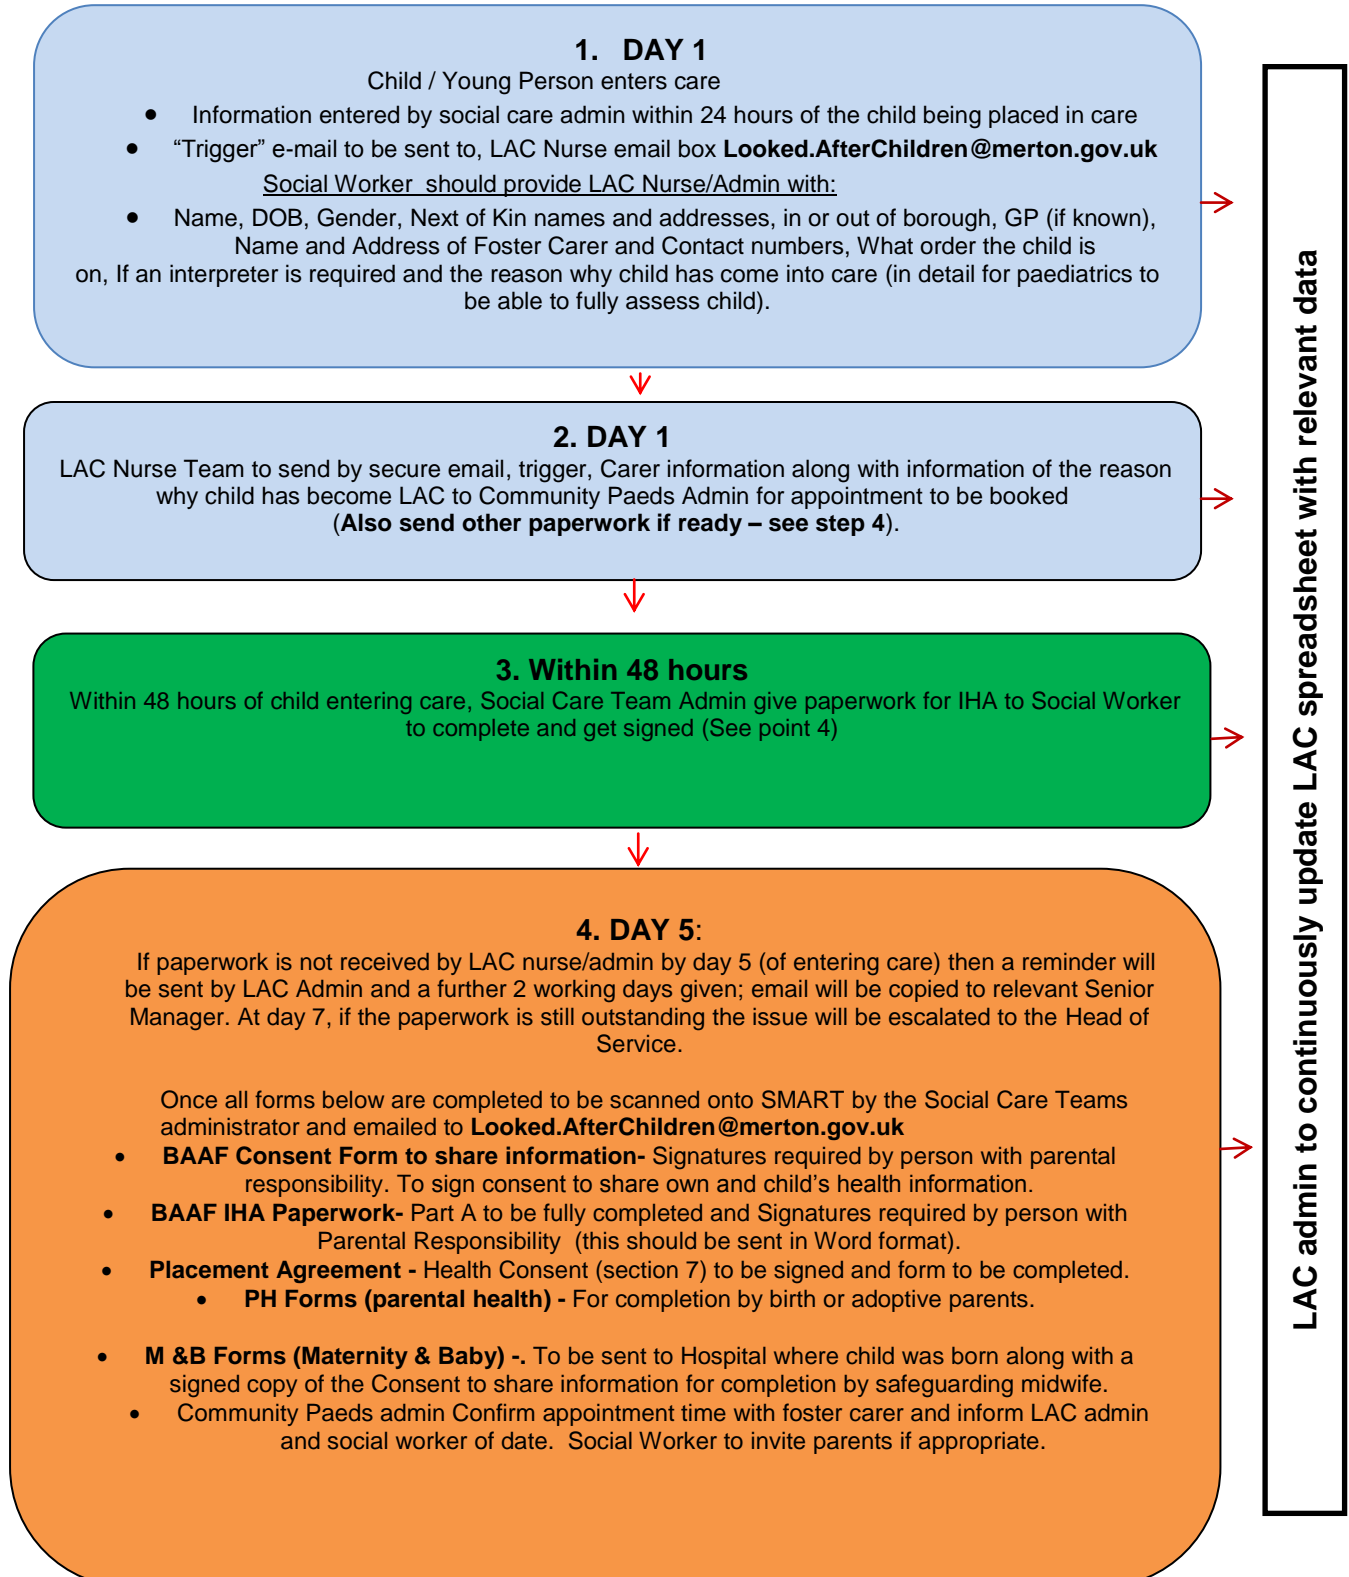 1. DAY 1
Child / Young Person enters care
• Information entered by social care admin within 24 hours of the child being placed in care
• “Trigger” e-mail to be sent to, LAC Nurse email box Looked.AfterChildren@merton.gov.uk
Social Worker should provide LAC Nurse/Admin with:
• Name, DOB, Gender, Next of Kin names and addresses, in or out of borough, GP (if known),
Name and Address of Foster Carer and Contact numbers, What order the child is
on, If an interpreter is required and the reason why child has come into care (in detail for paediatrics to
be able to fully assess child).
2. DAY 1
LAC Nurse Team to send by secure email, trigger, Carer information along with information of the reason
why child has become LAC to Community Paeds Admin for appointment to be booked
(Also send other paperwork if ready – see step 4).
3. Within 48 hours
Within 48 hours of child entering care, Social Care Team Admin give paperwork for IHA to Social Worker
to complete and get signed (See point 4)
4. DAY 5:
If paperwork is not received by LAC nurse/admin by day 5 (of entering care) then a reminder will
be sent by LAC Admin and a further 2 working days given; email will be copied to relevant Senior
Manager. At day 7, if the paperwork is still outstanding the issue will be escalated to the Head of
Service.
Once all forms below are completed to be scanned onto SMART by the Social Care Teams
administrator and emailed to Looked.AfterChildren@merton.gov.uk
• BAAF Consent Form to share information- Signatures required by person with parental
responsibility. To sign consent to share own and child’s health information.
• BAAF IHA Paperwork- Part A to be fully completed and Signatures required by person with
Parental Responsibility (this should be sent in Word format).
• Placement Agreement - Health Consent (section 7) to be signed and form to be completed.
• PH Forms (parental health) - For completion by birth or adoptive parents.
• M &B Forms (Maternity & Baby) -. To be sent to Hospital where child was born along with a
signed copy of the Consent to share information for completion by safeguarding midwife.
• Community Paeds admin Confirm appointment time with foster carer and inform LAC admin
and social worker of date. Social Worker to invite parents if appropriate.
LAC admin to continuously update LAC spreadsheet with relevant data